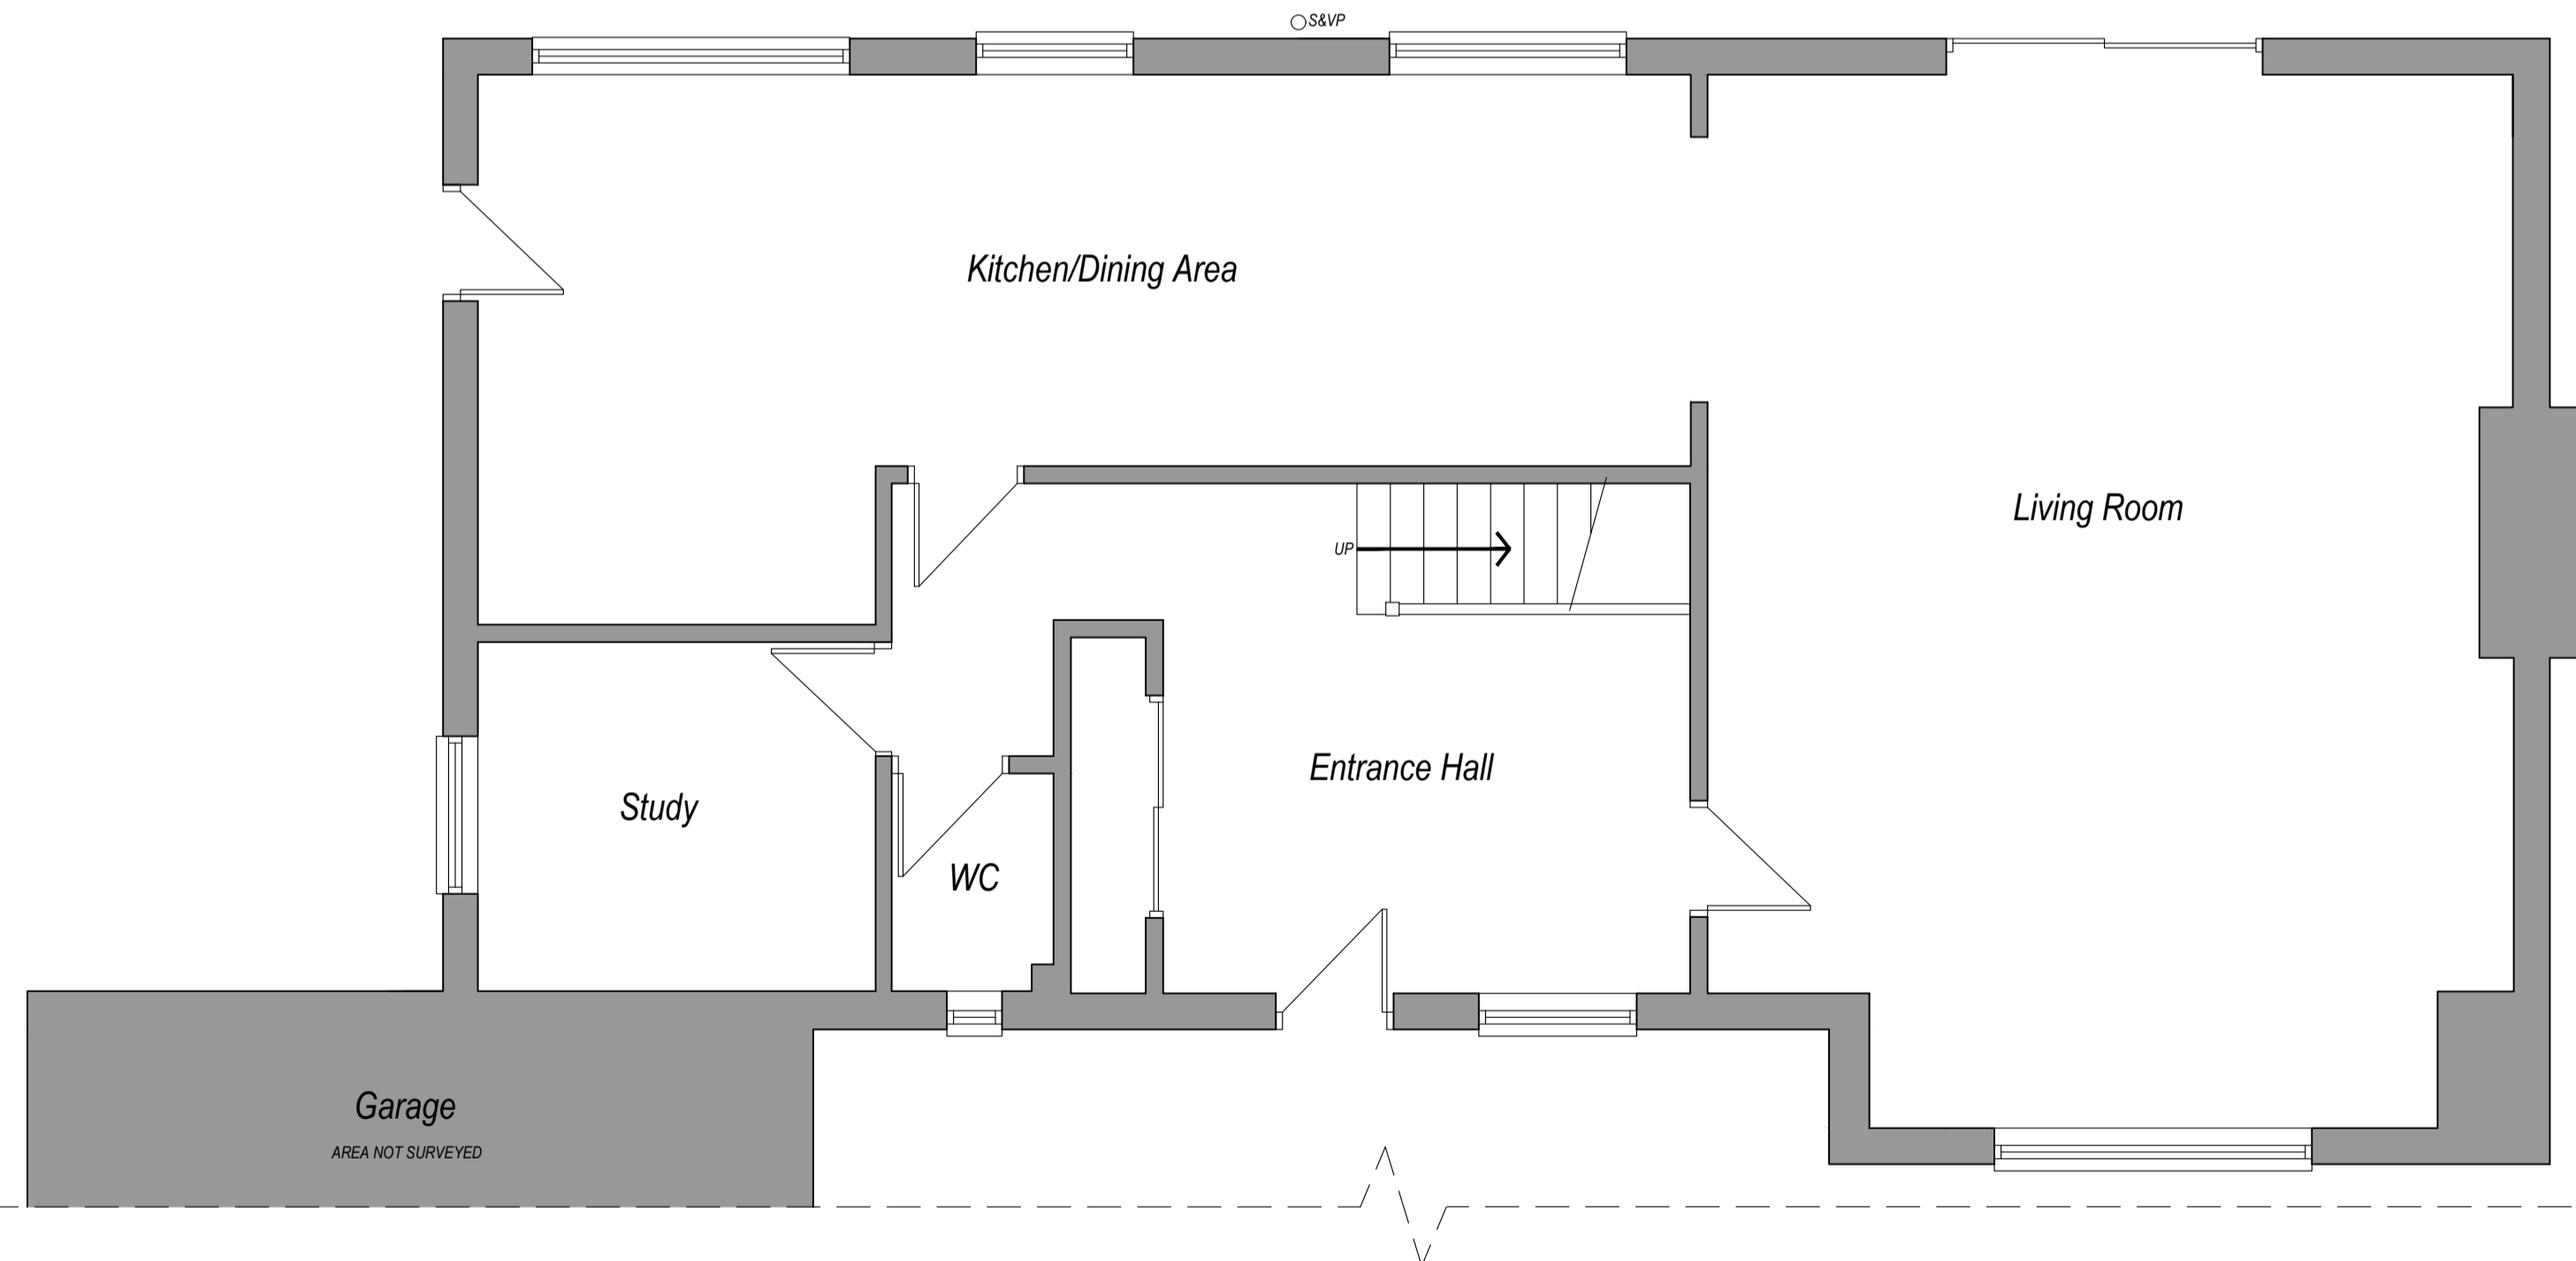 S&VP
Kitchen/Dining Area
Living Room
UP
Entrance Hall
Study
WC
Garage
AREA NOT SURVEYED